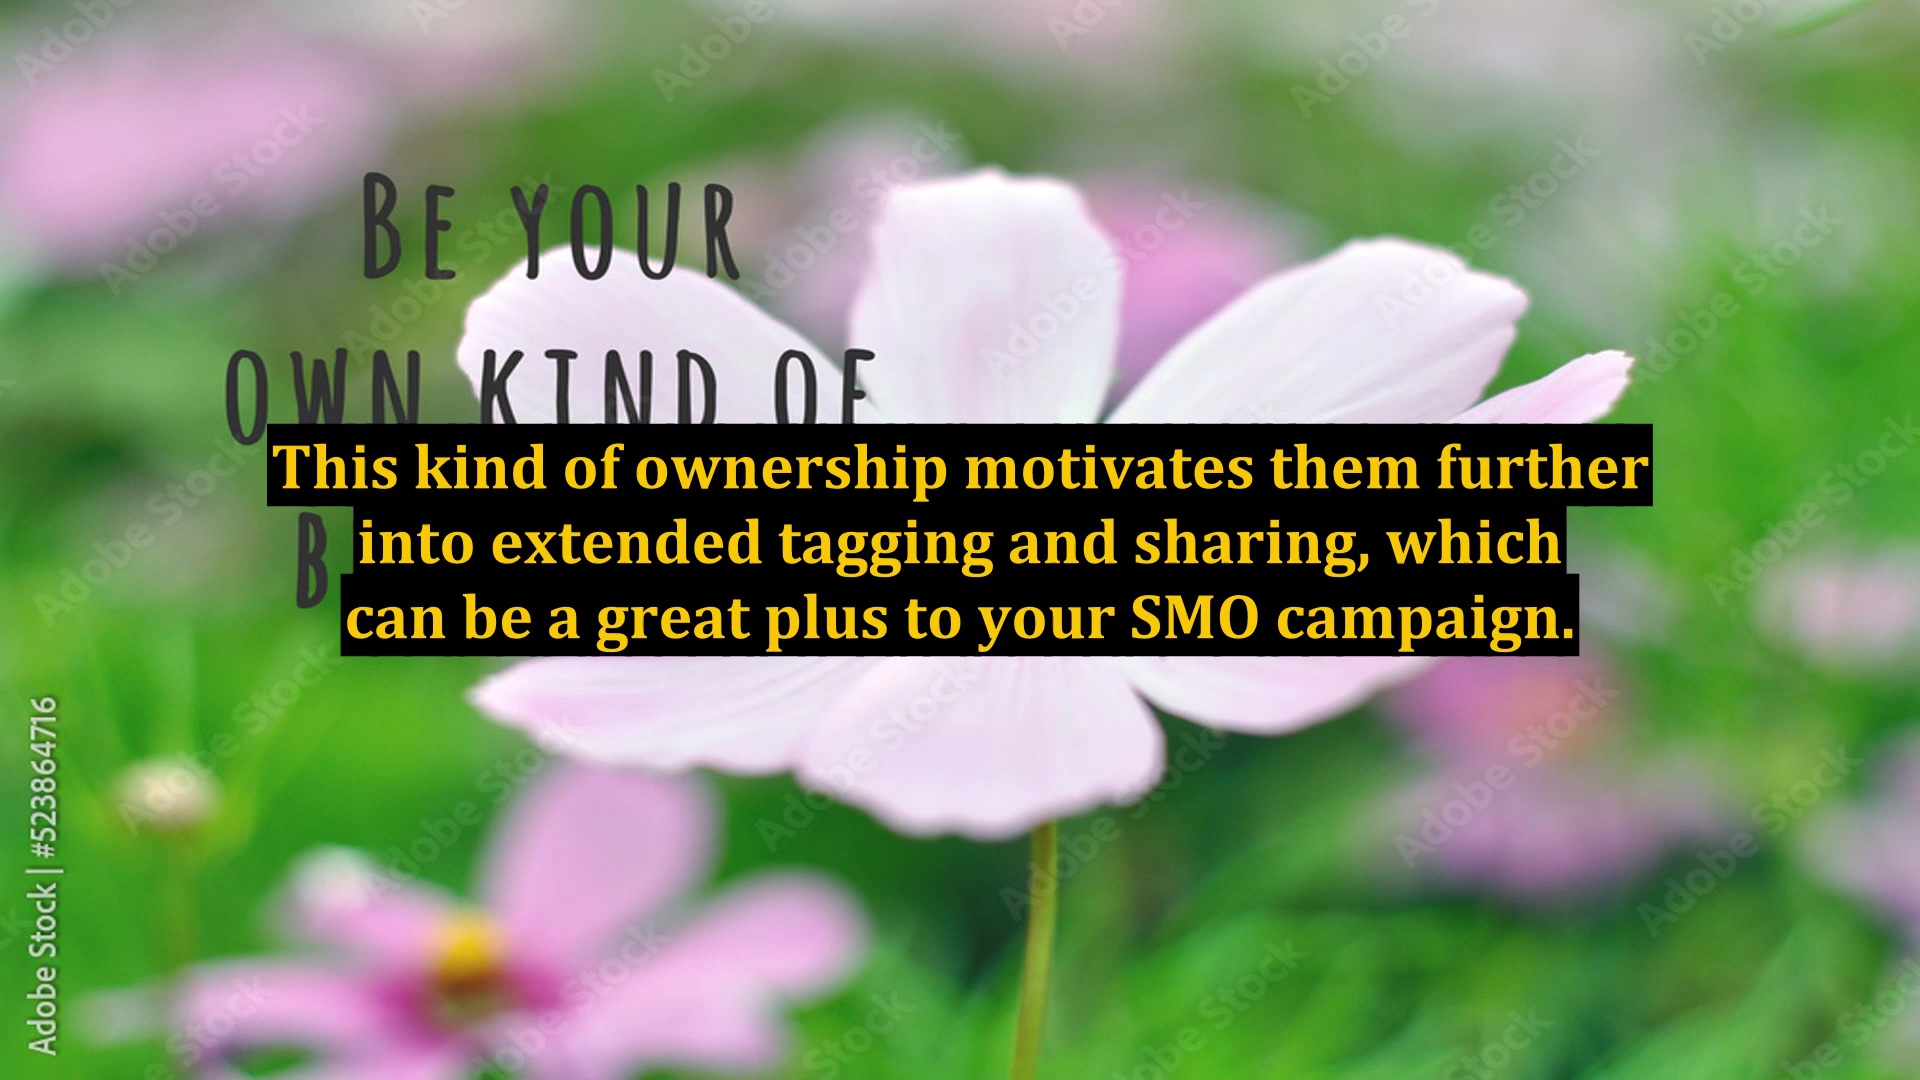 BE YOUR
OWN KIND OF
This kind of ownership motivates them further
into extended tagging and sharing, which
can be a great plus to your SMO campaign.
Adobe Stock | #523864716